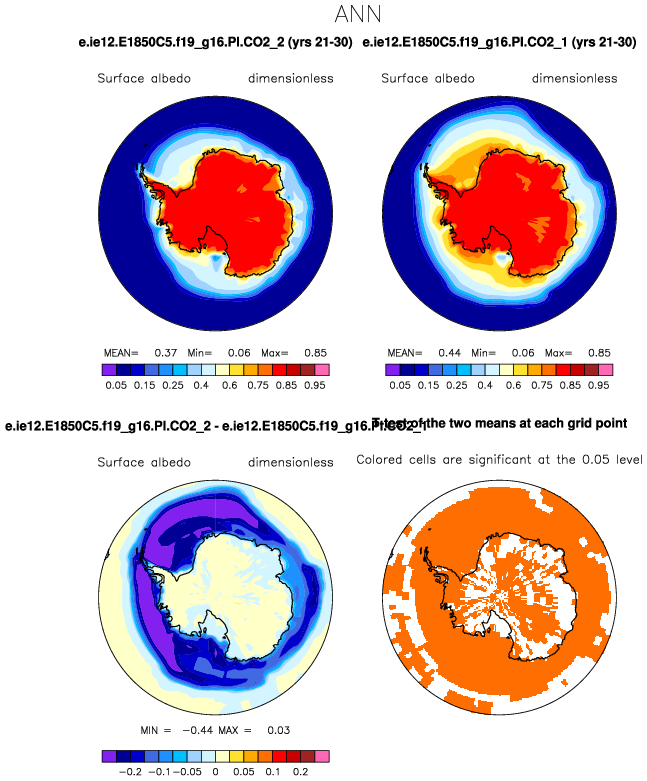 ANN
e.ie12.E1850C5.f19_g16.PI.CO2_2 (yrs 21-30) e.ie12.E1850C5.f19_g16.PI.CO2_1 (yrs 21-30)
Surface albedo dimensionless Surface albedo dimensionless
MEAN= 0.37 Min= 0.06 Max= 0.85 MEAN= 0.44 Min= 0.06 Max= 0.85
0.05 0.15 0.25 0.4 0.6 0.75 0.85 0.95 0.05 0.15 0.25 0.4 0.6 0.75 0.85 0.95
e.ie12.E1850C5.f19_g16.PI.CO2_2 - e.ie12.E1850C5.f19_g16.PI.CO2_1 T-test of the two means at each grid point
Surface albedo dimensionless Colored cells are significant at the 0.05 level
MIN = -0.44 MAX = 0.03
-0.2 -0.1 -0.05 0 0.05 0.1 0.2